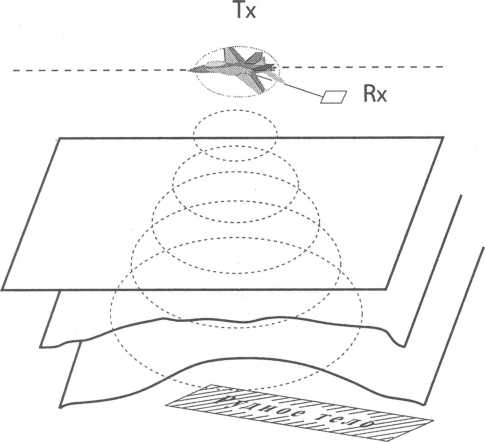 Tx
Rx
рудное тело